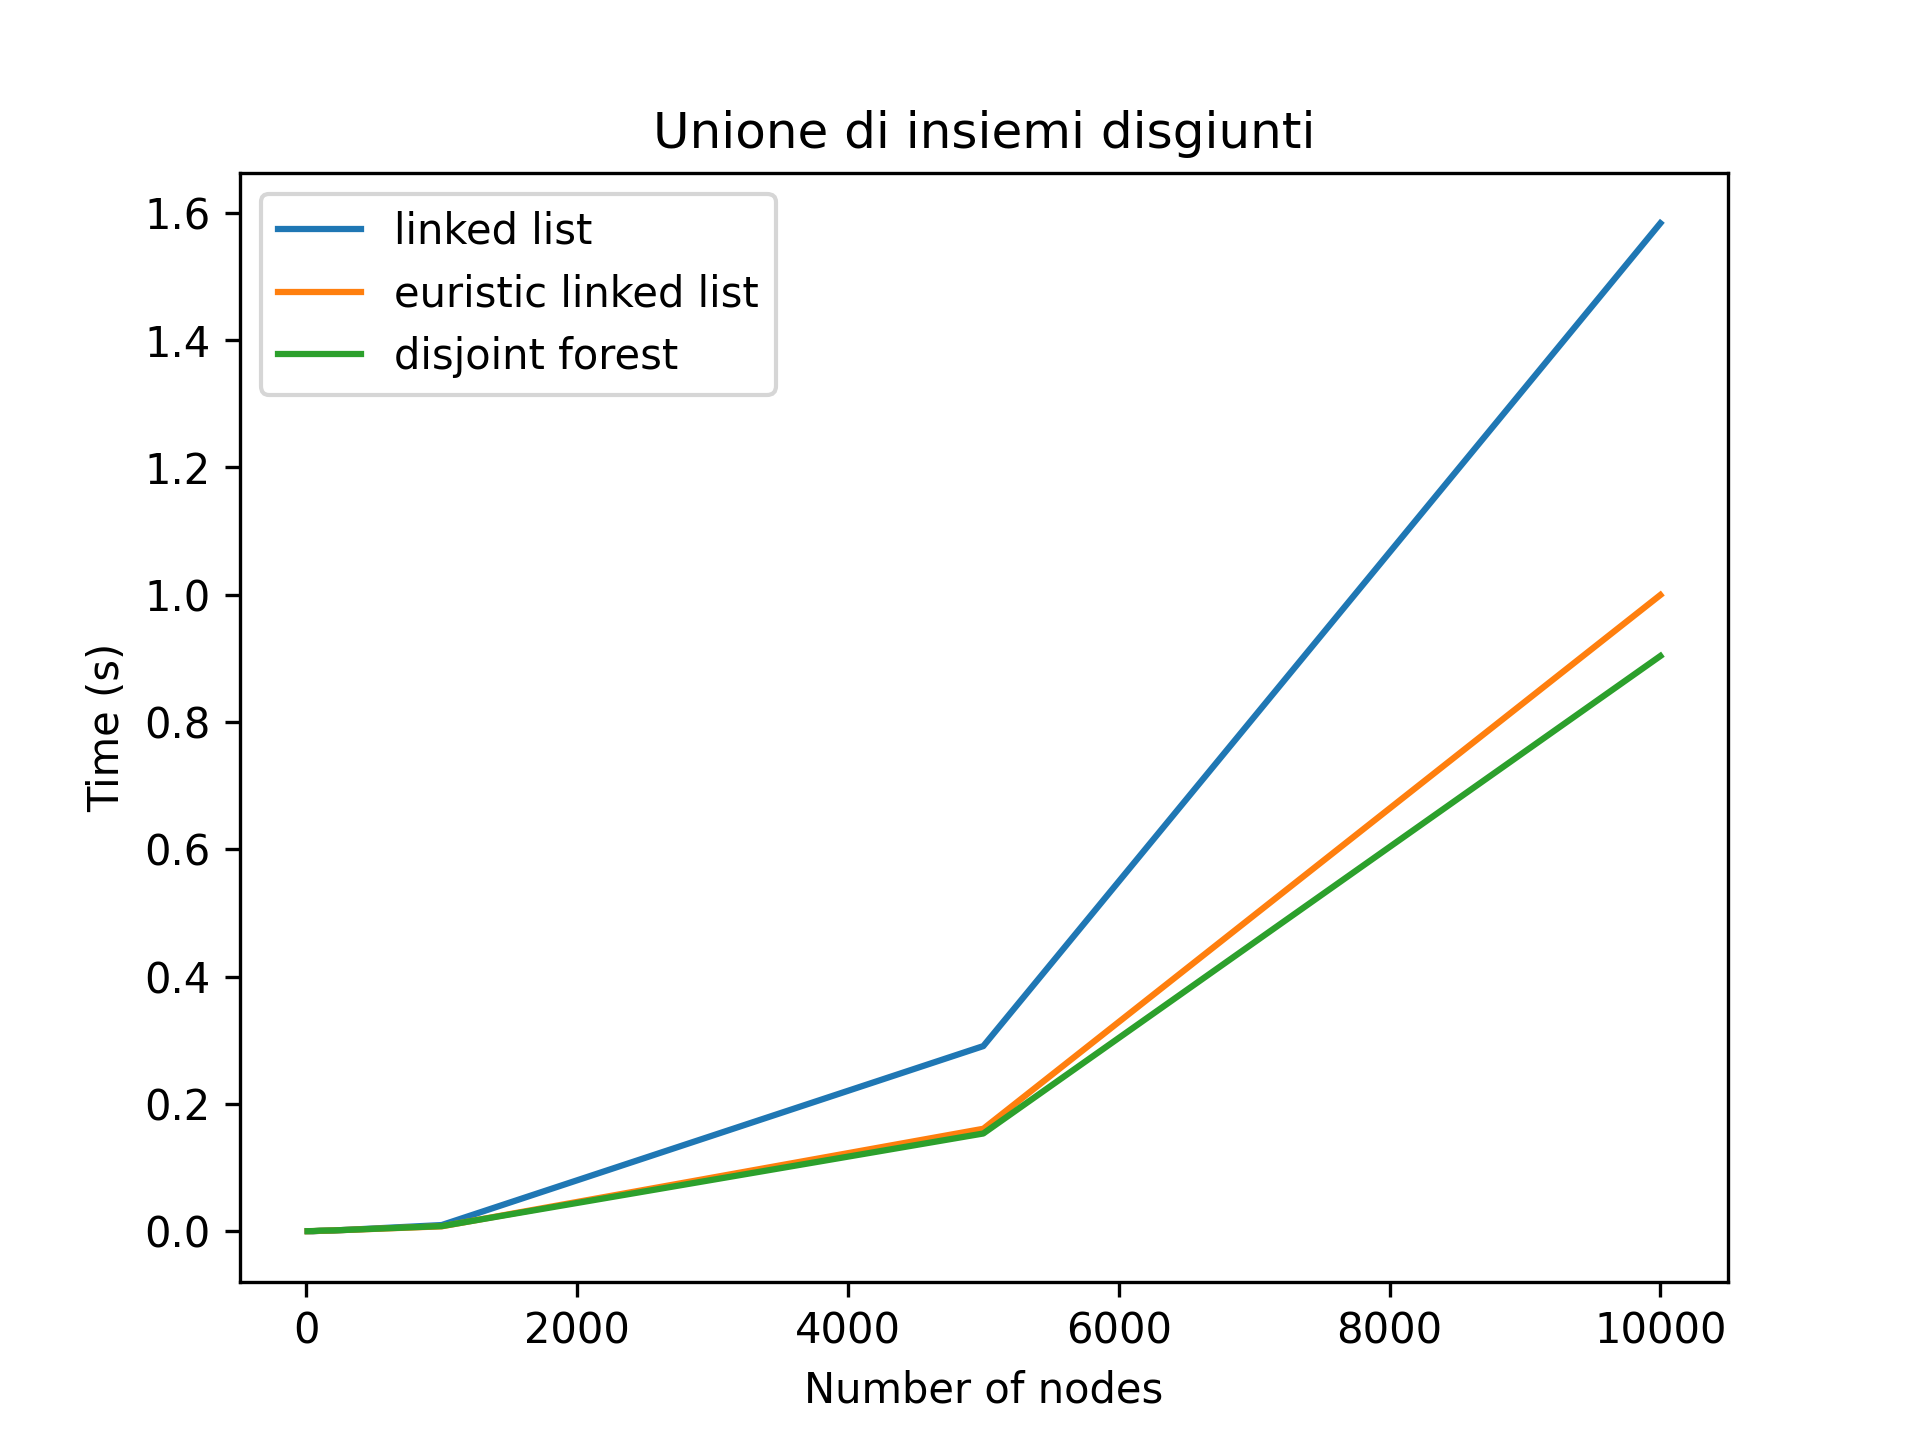 Unione di insiemi disgiunti
linked list
euristic linked list
disjoint forest
1.6
1.4
1.2
1.0
0.8
0.6
0.4
0.2
0.0
Time (s)
0 2000 4000 6000 8000 10000
Number of nodes